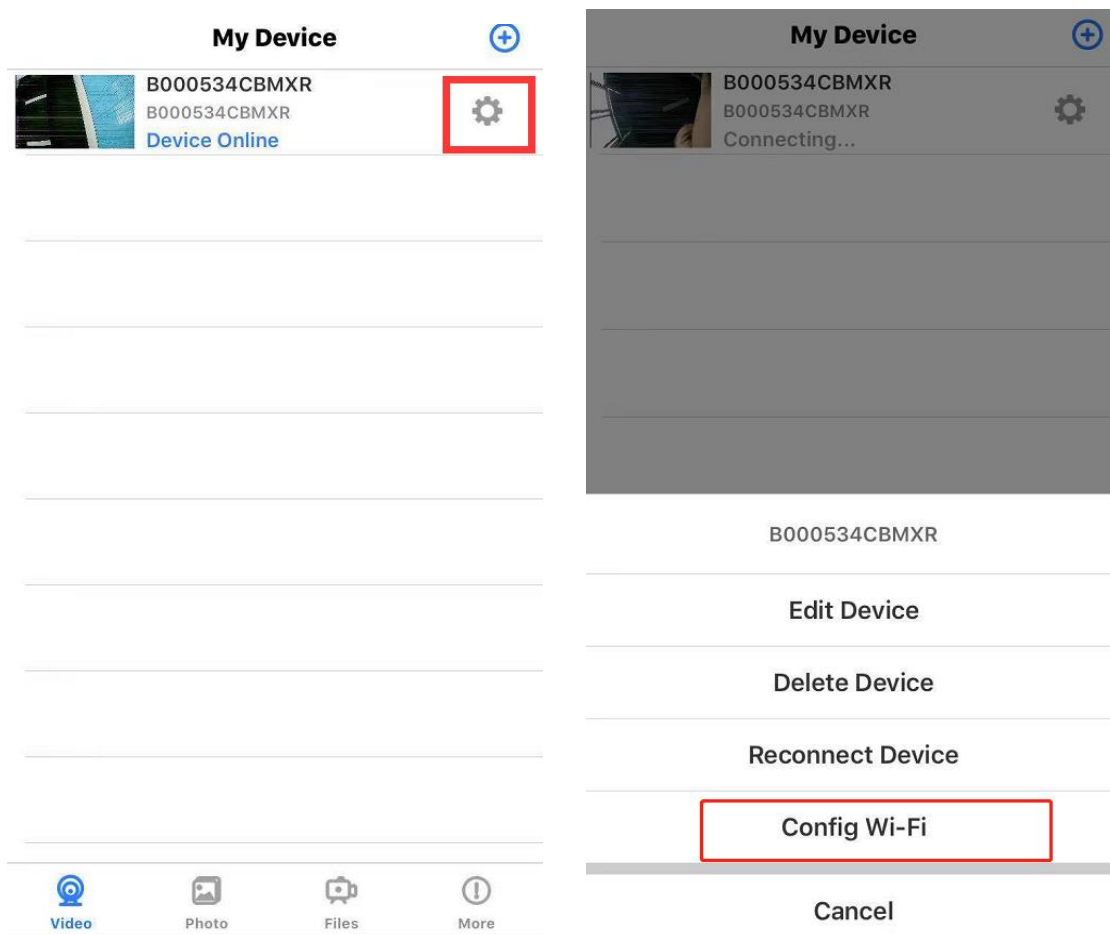 My Device
B000534CBMXR
B000534CBMXR
Device Online
Video
Photo
Files
More
My Device
B000534CBMXR
B000534CBMXR
Connecting...
B000534CBMXR
Edit Device
Delete Device
Reconnect Device
Config Wi-Fi
Cancel